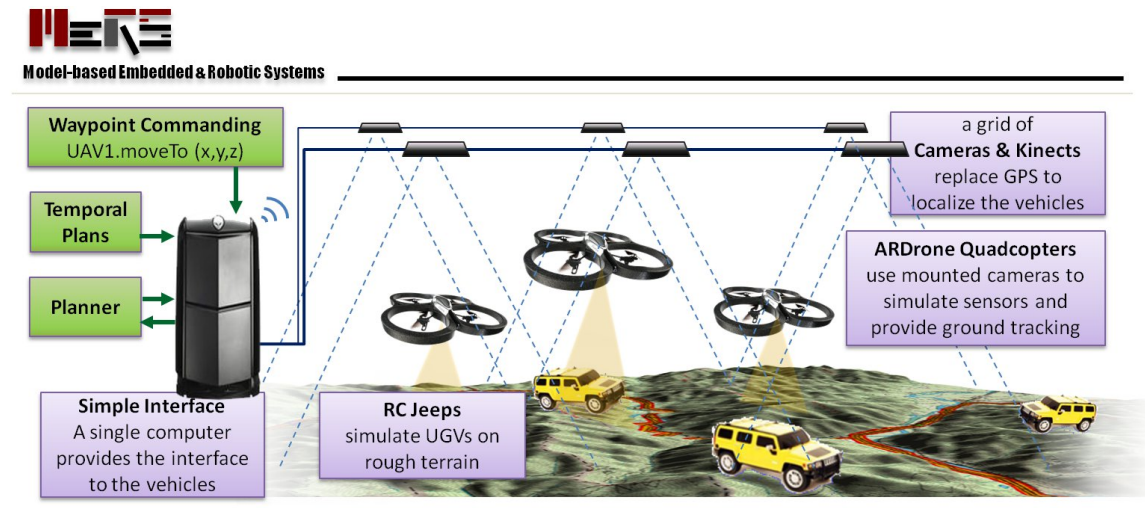 MERS
Model-based Embedded & Robotic Systems
Waypoint Commanding
UAV1.moveTo (x,y,z)
Temporal
Plans
Planner
Simple Interface
A single computer
provides the interface
to the vehicles
RC Jeeps
simulate UGVs on
rough terrain
a grid of
Cameras & Kinects
replace GPS to
localize the vehicles
ARDrone Quadcopters
use mounted cameras to
simulate sensors and
provide ground tracking